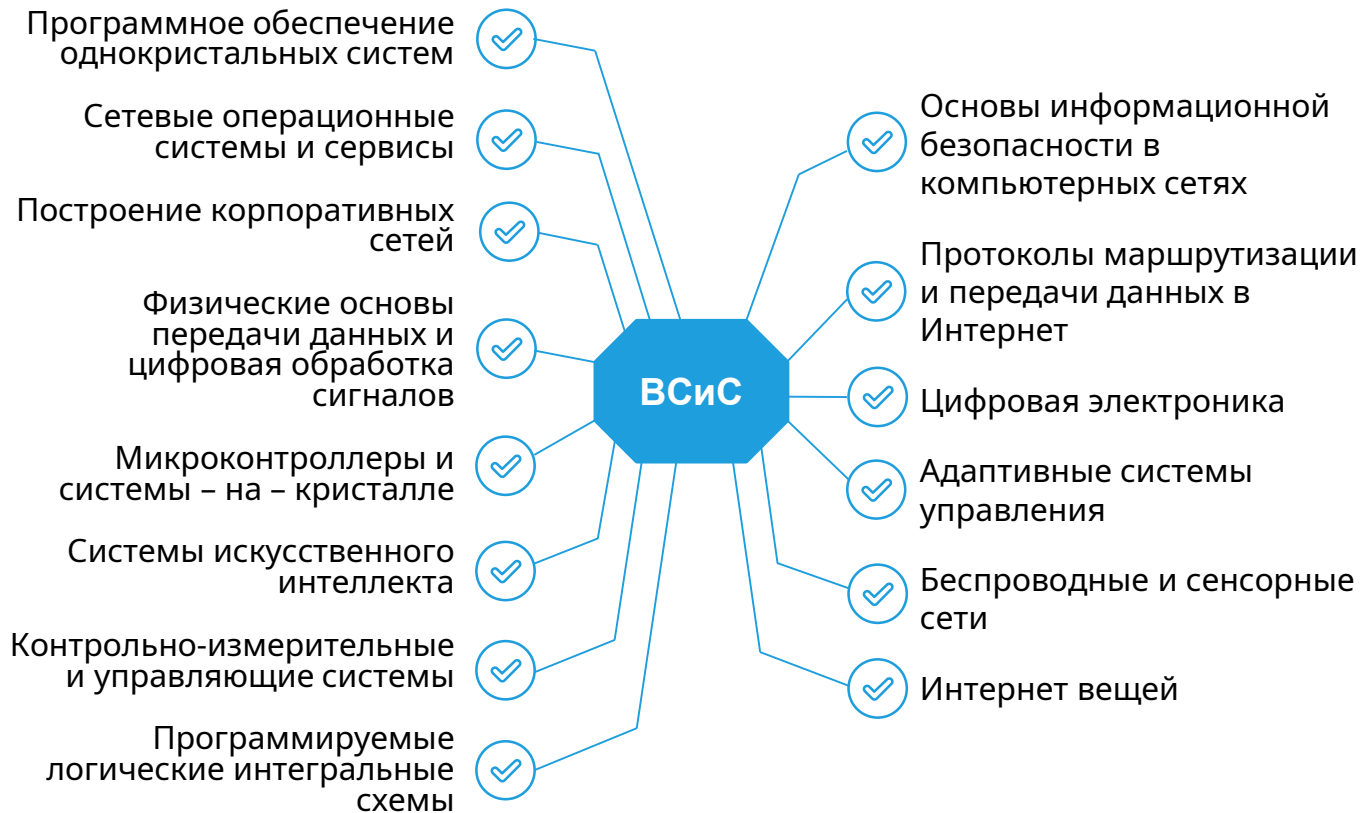 Программное обеспечение
однокристальных систем
Сетевые операционные
системы и сервисы
Построение корпоративных
сетей
Физические основы
передачи данных и
цифровая обработка
сигналов
Микроконтроллеры и
системы – на – кристалле
Системы искусственного
интеллекта
Контрольно-измерительные
и управляющие системы
Программируемые
логические интегральные
схемы
ВСиС
Основы информационной
безопасности в
компьютерных сетях
Протоколы маршрутизации
и передачи данных в
Интернет
Цифровая электроника
Адаптивные системы
управления
Беспроводные и сенсорные
сети
Интернет вещей